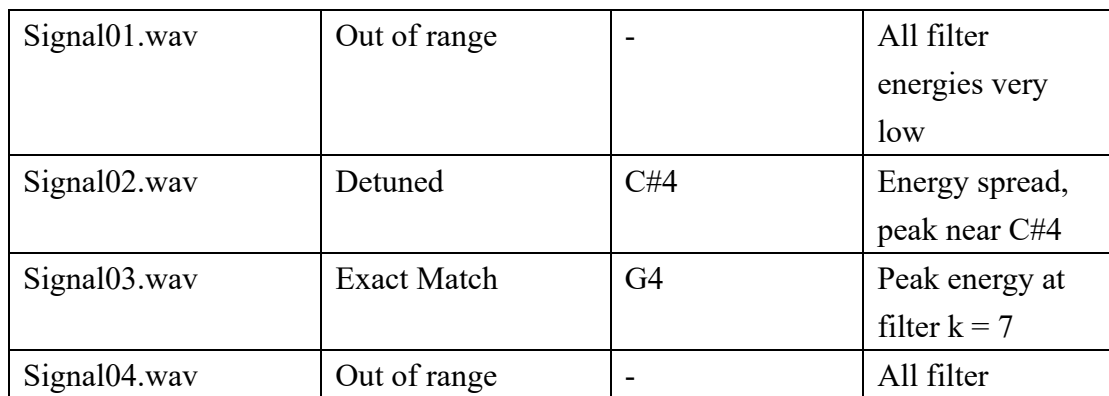 Signal01.wav Out of range - All filter
energies very
low
Signal02.wav Detuned C#4 Energy spread,
peak near C#4
Signal03.wav Exact Match G4 Peak energy at
filter k = 7
Signal04.wav Out of range - All filter